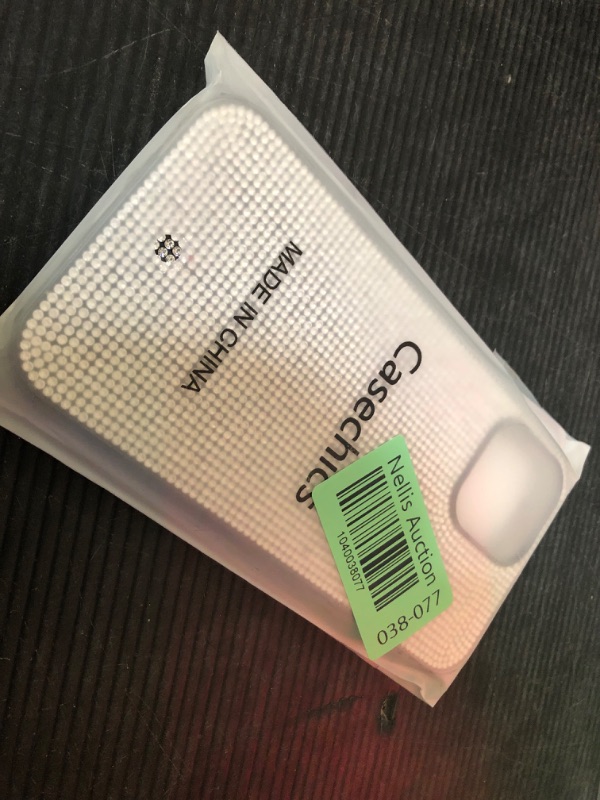 Casechics
MADE IN CHINA
Nellis Auction
1040038077
038-077